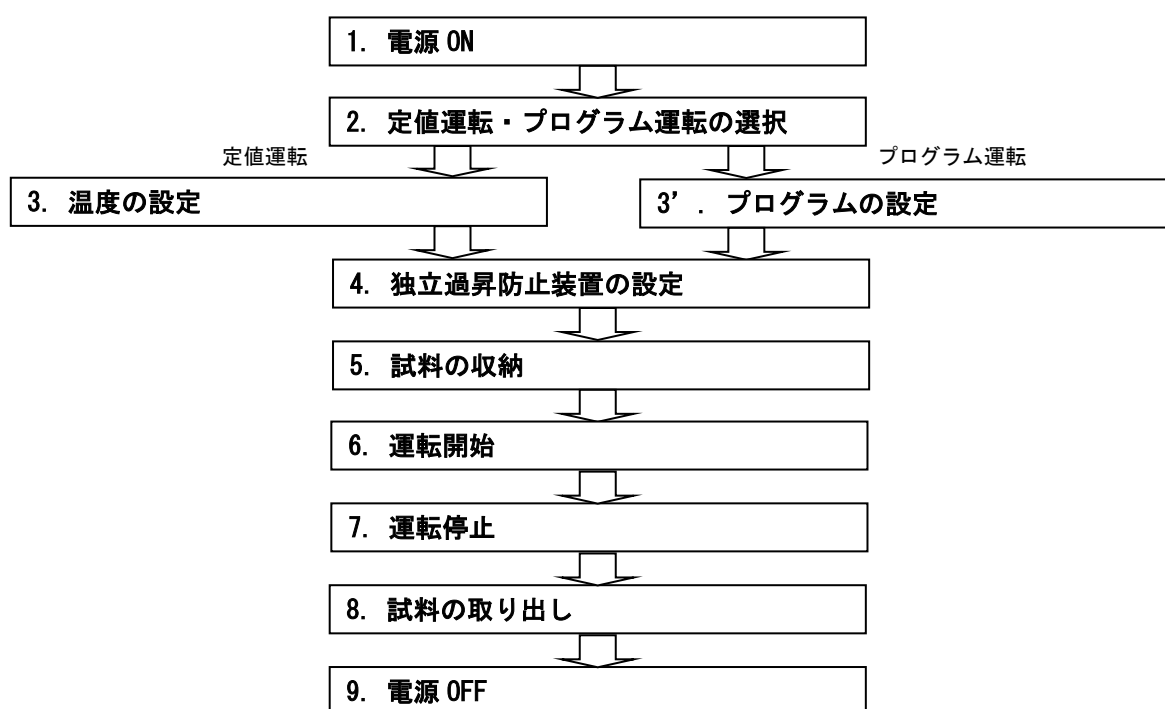 1. 電源 ON
2. 定値運転・プログラム運転の選択
定値運転
プログラム運転
3. 温度の設定
3’. プログラムの設定
4. 独立過昇防止装置の設定
5. 試料の収納
6. 運転開始
7. 運転停止
8. 試料の取り出し
9. 電源 OFF